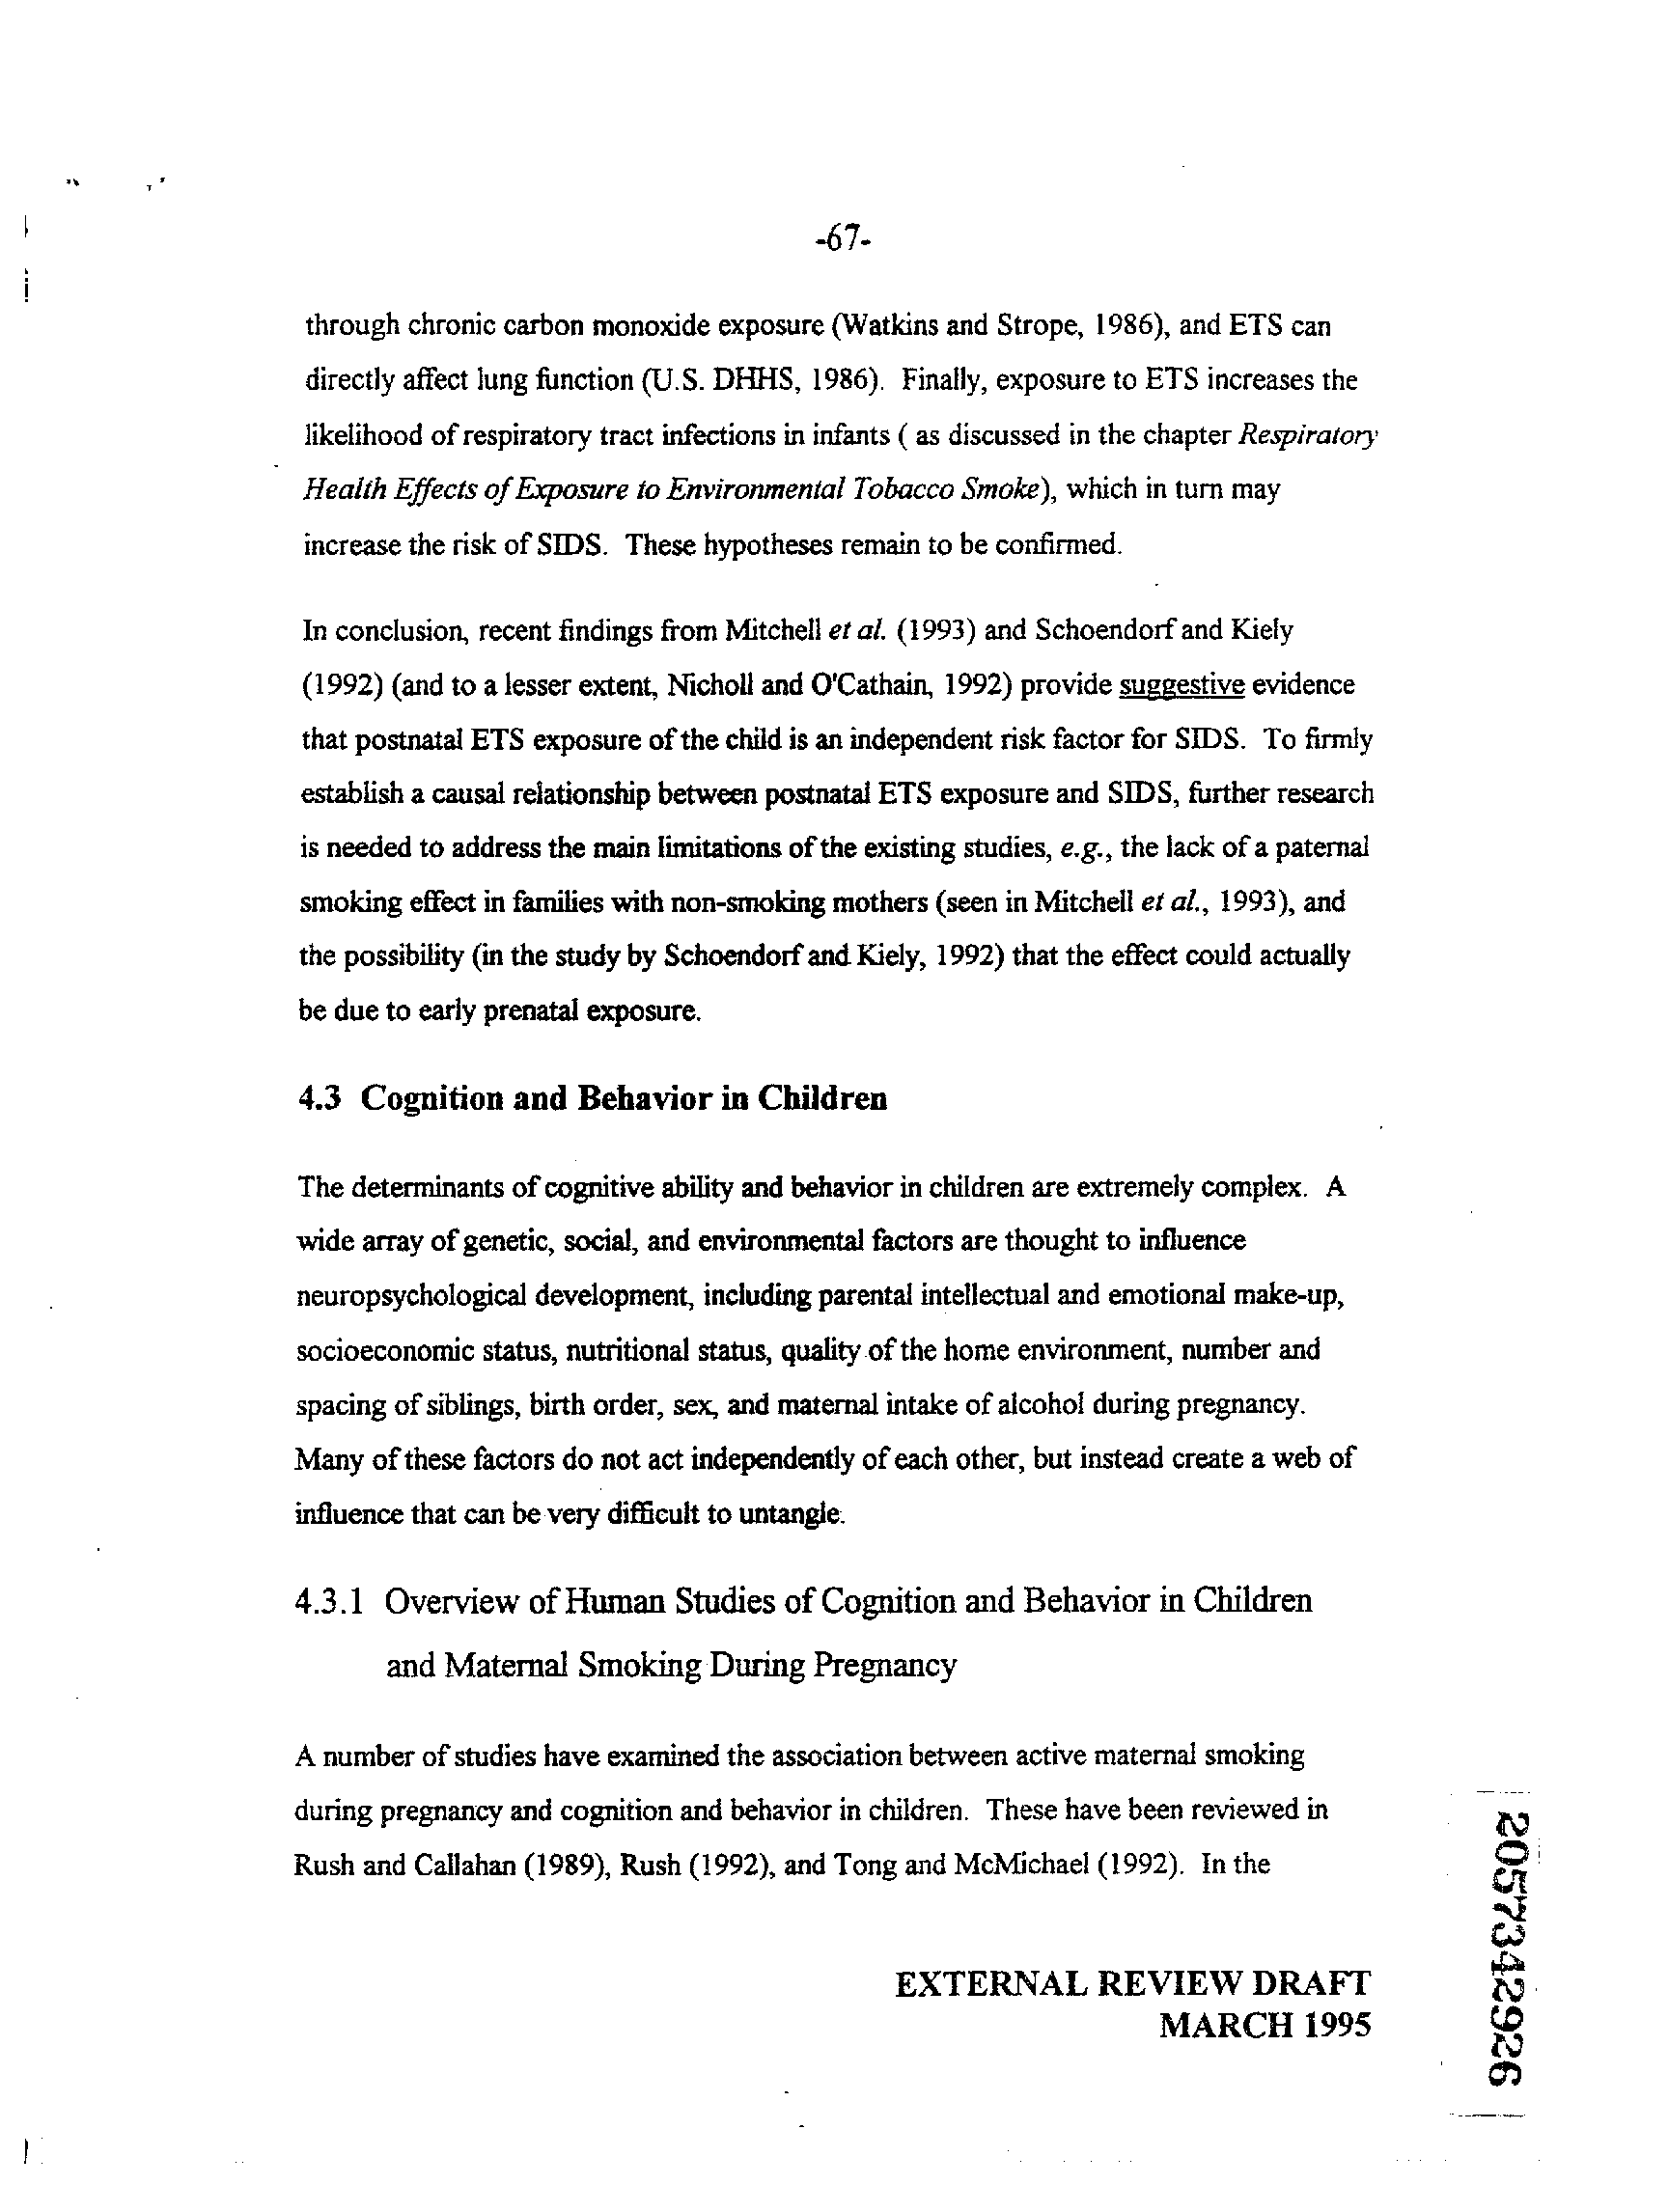 -67-
through chronic carbon monoxide exposure (Watkins and Strope, 1986), and ETS can
directly affect lung function (U.S. DHHS, 1986). Finally, exposure to ETS increases the
likelihood of respiratory tract infections in infants ( as discussed in the chapter Respiratory
Health Effects of Exposure to Environmental Tobacco Smoke), which in turn may
increase the risk of SIDS. These hypotheses remain to be confirmed.
In conclusion, recent findings from Mitchell et al. (1993) and Schoendorf and Kiely
(1992) (and to a lesser extent, Nicholl and O'Cathain, 1992) provide suggestive evidence
that postnatal ETS exposure of the child is an independent risk factor for SIDS. To firmly
establish a causal relationship between postnatal ETS exposure and SIDS, further research
is needed to address the main limitations of the existing studies, e.g., the lack of a paternal
smoking effect in families with non-smoking mothers (seen in Mitchell et al., 1993), and
the possibility (in the study by Schoendorf and Kiely, 1992) that the effect could actually
be due to early prenatal exposure.
4.3 Cognition and Behavior in Children
The determinants of cognitive ability and behavior in children are extremely complex. A
wide array of genetic, social, and environmental factors are thought to influence
neuropsychological development, including parental intellectual and emotional make-up,
socioeconomic status, nutritional status, quality of the home environment, number and
spacing of siblings, birth order, sex, and maternal intake of alcohol during pregnancy.
Many of these factors do not act independently of each other, but instead create a web of
influence that can be very difficult to untangle.
4.3.1 Overview of Human Studies of Cognition and Behavior in Children
and Maternal Smoking During Pregnancy
A number of studies have examined the association between active maternal smoking
during pregnancy and cognition and behavior in children. These have been reviewed in
Rush and Callahan (1989), Rush (1992), and Tong and McMichael (1992). In the
EXTERNAL REVIEW DRAFT
MARCH 1995
2057342926